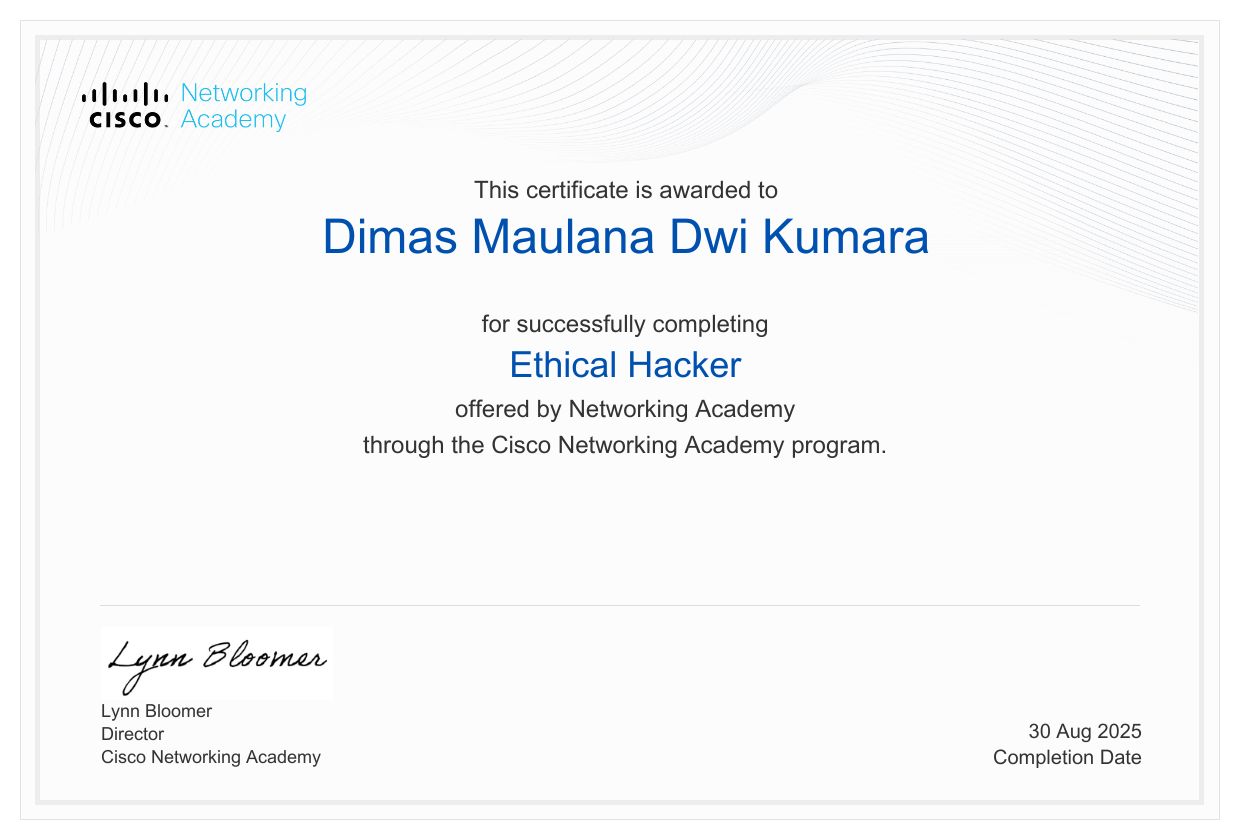 CISCO
Networking
Academy
This certificate is awarded to
Dimas Maulana Dwi Kumara
for successfully completing
Ethical Hacker
offered by Networking Academy
through the Cisco Networking Academy program.
Lynn Bloomer
Lynn Bloomer
Director
Cisco Networking Academy
30 Aug 2025
Completion Date